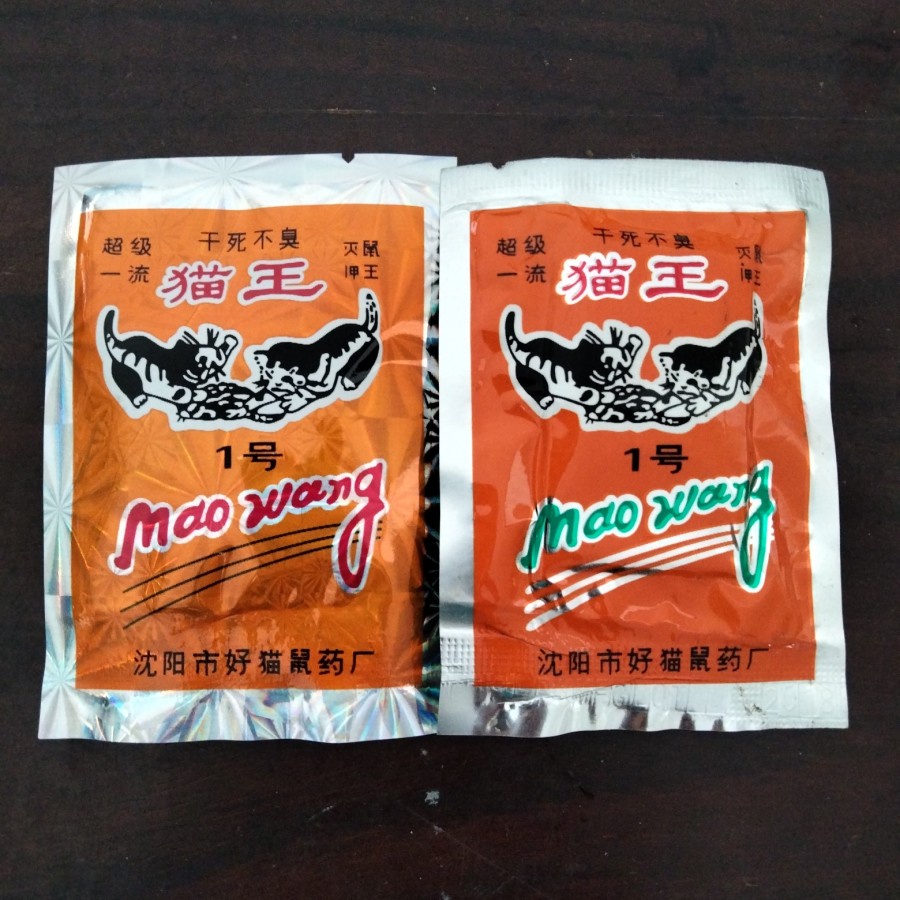 干死不臭
超级
一流
灭鼠
呷王
猫王
1号
mao wang
沈阳市好猫鼠药厂
干死不臭
超级
一流
灭鼠
呷王
猫王
1号
mao wang
沈阳市好猫鼠药厂